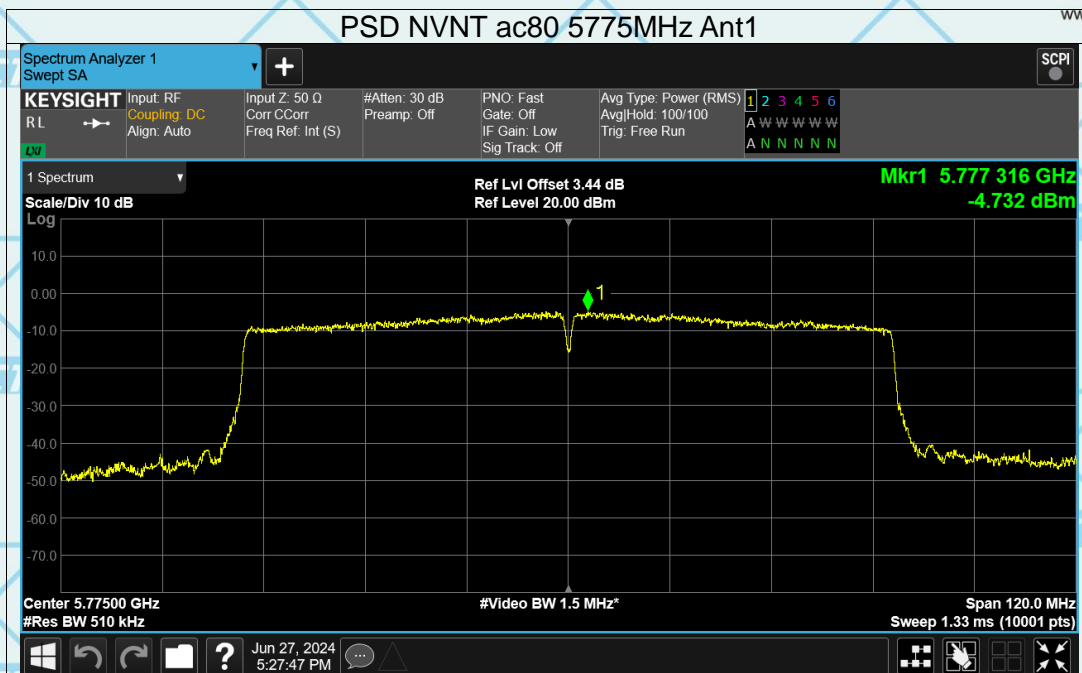 PSD NVNT ac80 5775MHz Ant1
Spectrum Analyzer 1
Swept SA
+
SCPI
KEYSIGHT
R L
LXI
Input: RF
Coupling: DC
Align: Auto
Input Z: 50 Ω
Corr CCorr
Freq Ref: Int (S)
#Atten: 30 dB
Preamp: Off
PNO: Fast
Gate: Off
IF Gain: Low
Sig Track: Off
Avg Type: Power (RMS)
Avg|Hold: 100/100
Trig: Free Run
1 2 3 4 5 6
A W W W W W
A N N N N N
1 Spectrum
Scale/Div 10 dB
Log
Ref Lvl Offset 3.44 dB
Ref Level 20.00 dBm
Mkr1 5.777 316 GHz
-4.732 dBm
1
10.0
0.00
-10.0
-20.0
-30.0
-40.0
-50.0
-60.0
-70.0
Center 5.77500 GHz
#Res BW 510 kHz
#Video BW 1.5 MHz*
Span 120.0 MHz
Sweep 1.33 ms (10001 pts)
?
Jun 27, 2024
5:27:47 PM